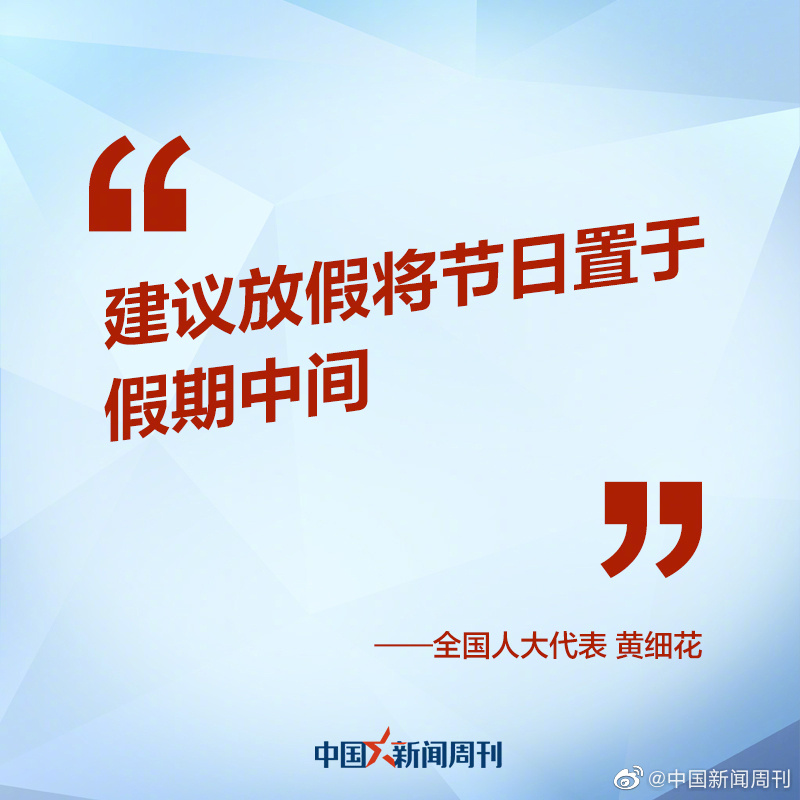 “
建议放假将节日置于
假期中间
”
——全国人大代表 黄细花
中国新闻周刊
@中国新闻周刊